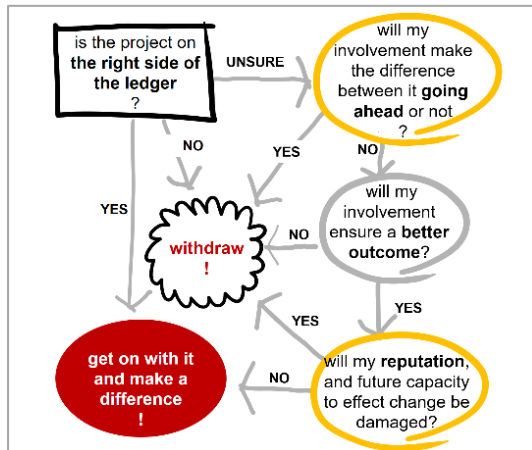 is the project on
the right side of
the ledger
?
UNSURE
will my
involvement make
the difference
between it going
ahead or not
?
NO
YES
NO
YES
will my
involvement
ensure a better
outcome?
NO
withdraw
!
YES
YES
get on with it
and make a
difference
!
NO
will my reputation,
and future capacity
to effect change be
damaged?